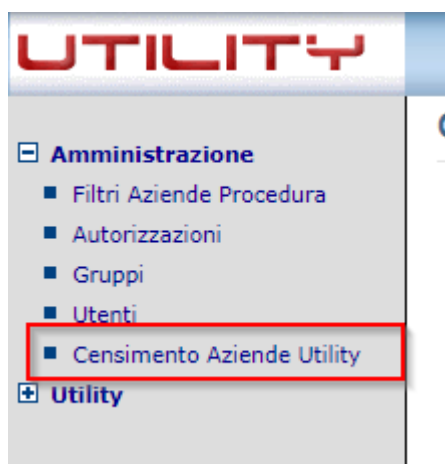 UTILITY
Amministrazione
Filtri Aziende Procedura
Autorizzazioni
Gruppi
Utenti
Censimento Aziende Utility
Utility